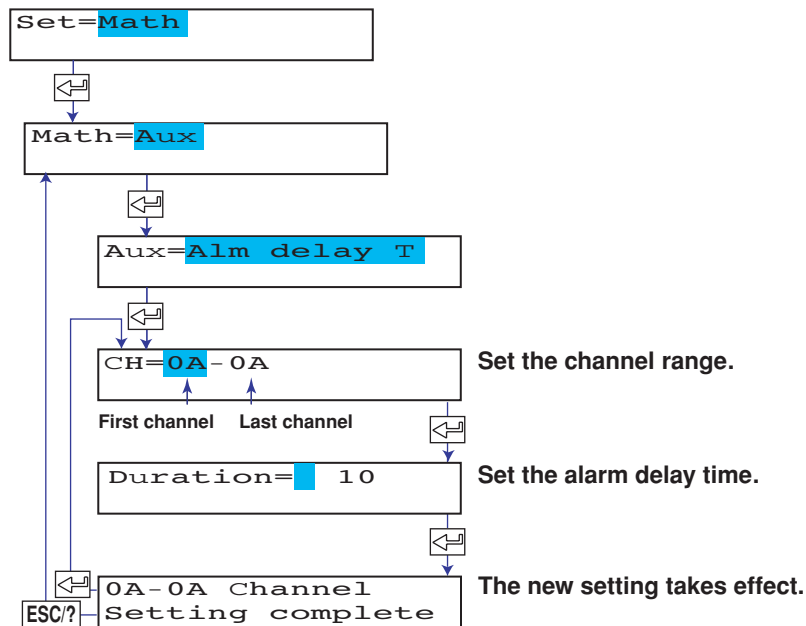 Set=Math
Math=Aux
Aux=Alm delay T
CH=0A-0A
Set the channel range.
First channel
Last channel
Duration= 10
Set the alarm delay time.
0A-0A Channel
Setting complete
The new setting takes effect.
ESC/?